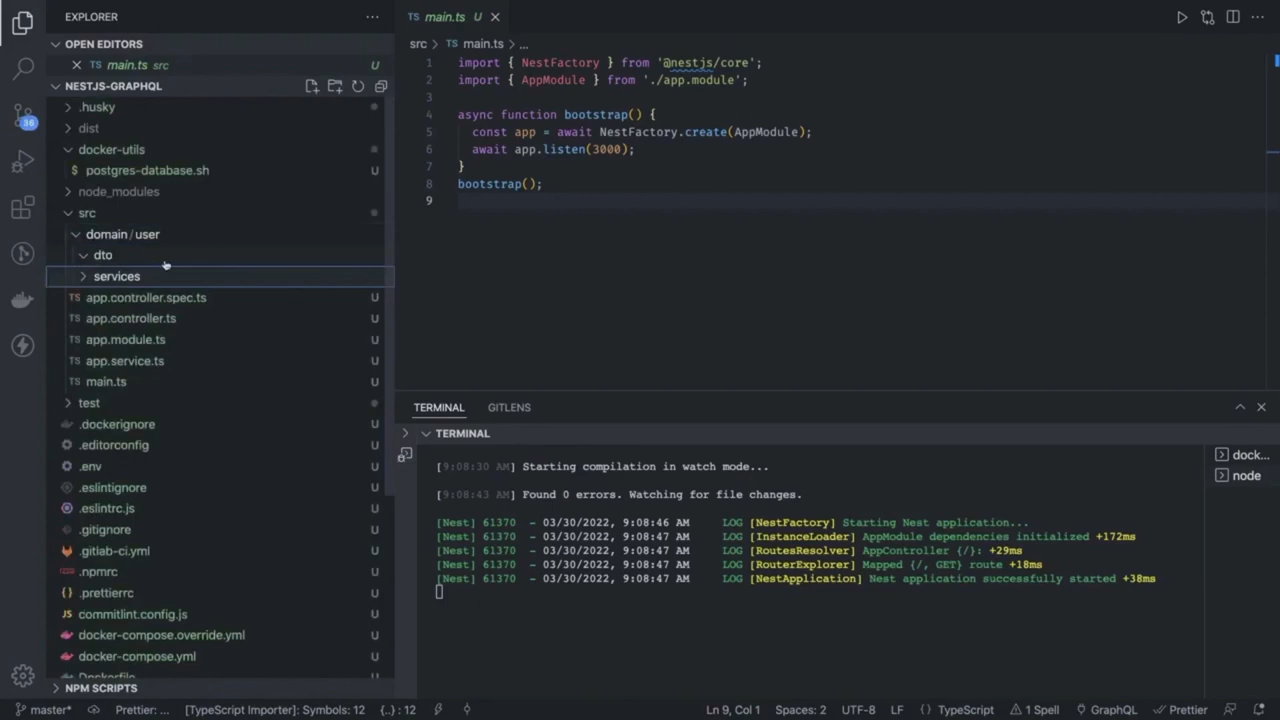 EXPLORER
OPEN EDITORS
main.ts src U
NESTJS-GRAPHQL
.husky
dist
docker-utils
$ postgres-database.sh U
node_modules
src
domain / user
dto
services
TS app.controller.spec.ts U
TS app.controller.ts U
TS app.module.ts U
TS app.service.ts U
TS main.ts U
test
.dockerignore U
.editorconfig U
.env U
.eslintignore U
.eslintrc.js U
.gitignore U
.gitlab-ci.yml U
.npmrc U
{} .prettierrc U
JS commitlint.config.js U
docker-compose.override.yml U
docker-compose.yml U
Dockerfile
NPM SCRIPTS
36
TS main.ts U
src > TS main.ts > ...
1 import { NestFactory } from '@nestjs/core';
2 import { AppModule } from './app.module';
3
4 async function bootstrap() {
5 const app = await NestFactory.create(AppModule);
6 await app.listen(3000);
7 }
8 bootstrap();
9
TERMINAL GITLENS
TERMINAL
[9:08:30 AM] Starting compilation in watch mode...
[9:08:43 AM] Found 0 errors. Watching for file changes.
[Nest] 61370 - 03/30/2022, 9:08:46 AM LOG [NestFactory] Starting Nest application...
[Nest] 61370 - 03/30/2022, 9:08:47 AM LOG [InstanceLoader] AppModule dependencies initialized +172ms
[Nest] 61370 - 03/30/2022, 9:08:47 AM LOG [RoutesResolver] AppController {/}: +29ms
[Nest] 61370 - 03/30/2022, 9:08:47 AM LOG [RouterExplorer] Mapped {/, GET} route +18ms
[Nest] 61370 - 03/30/2022, 9:08:47 AM LOG [NestApplication] Nest application successfully started +38ms
dock...
node
master* Prettier: ... [TypeScript Importer]: Symbols: 12 {..} : 12 Ln 9, Col 1 Spaces: 2 UTF-8 LF {} TypeScript 1 Spell GraphQL Prettier